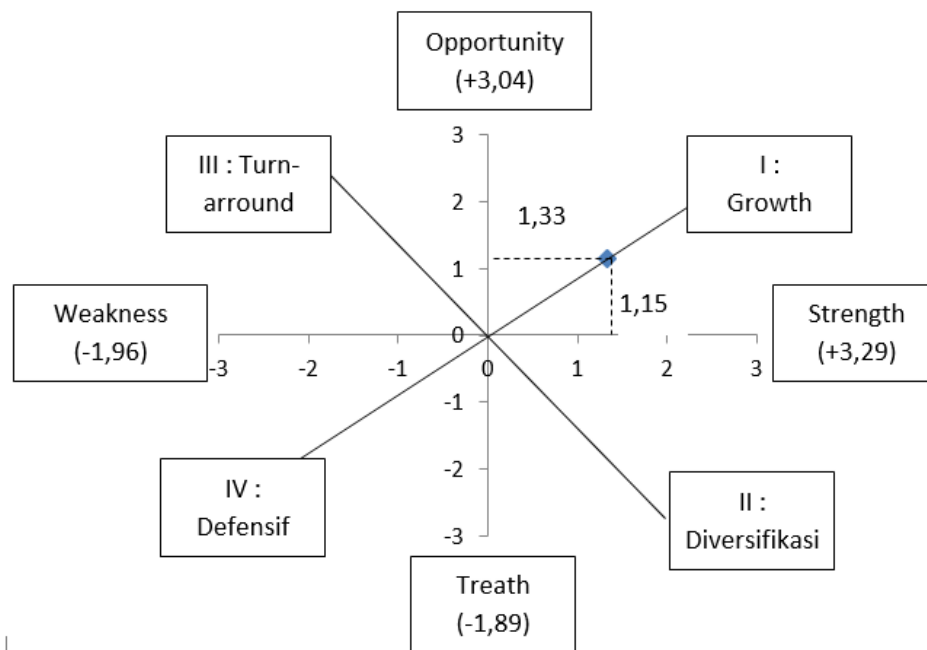 Opportunity
(+3,04)
III : Turn-
arround
I :
Growth
3
2
1
0
-1
-2
-3
1,33
1,15
Weakness
(-1,96)
Strength
(+3,29)
-3
-2
-1
0
1
2
3
IV :
Defensif
II :
Diversifikasi
Treath
(-1,89)